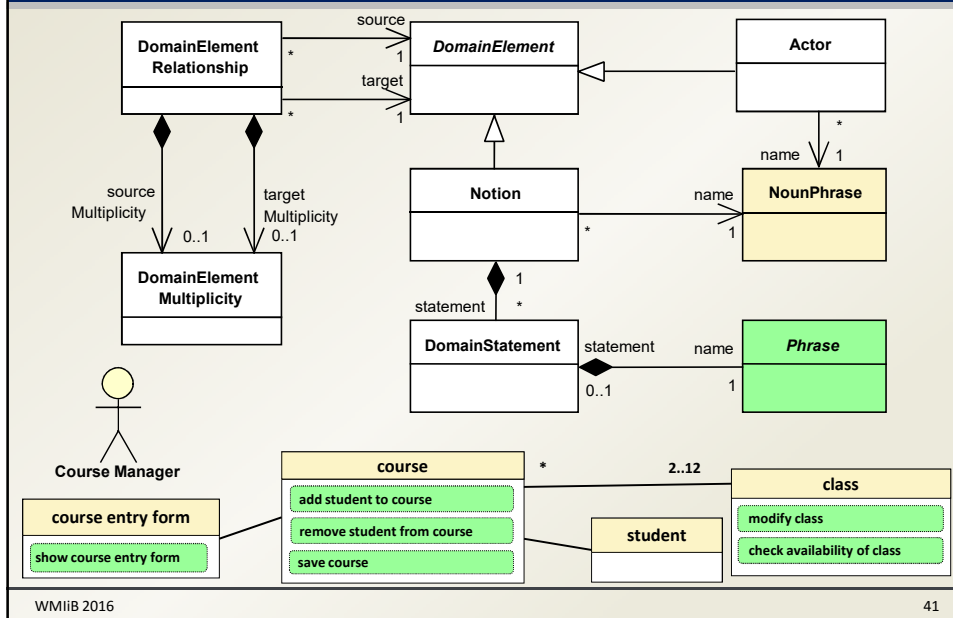 source
DomainElement
Relationship
*
1
DomainElement
Actor
target
*
1
*
name
1
source
Multiplicity
0..1
target
Multiplicity
0..1
Notion
*
name
1
NounPhrase
DomainElement
Multiplicity
1
statement
*
DomainStatement
statement
0..1
name
1
Phrase
Course Manager
course entry form
show course entry form
course
add student to course
remove student from course
save course
*
2..12
student
class
modify class
check availability of class
WMIiB 2016
41